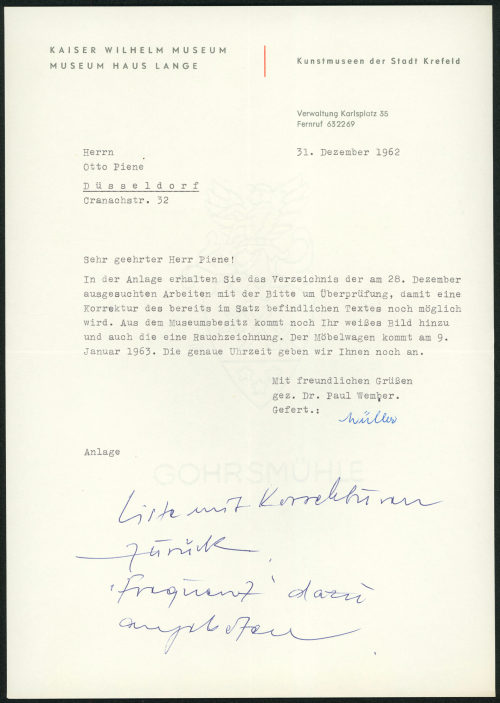 KAISER WILHELM MUSEUM
MUSEUM HAUS LANGE
Kunstmuseen der Stadt Krefeld
Verwaltung Karlsplatz 35
Fernruf 632269
31. Dezember 1962
Herrn
Otto Piene
Düsseldorf
Cranachstr. 32
Sehr geehrter Herr Piene!
In der Anlage erhalten Sie das Verzeichnis der am 28. Dezember
ausgesuchten Arbeiten mit der Bitte um Überprüfung, damit eine
Korrektur des bereits im Satz befindlichen Textes noch möglich
wird. Aus dem Museumsbesitz kommt noch Ihr weißes Bild hinzu
und auch die eine Rauchzeichnung. Der Möbelwagen kommt am 9.
Januar 1963. Die genaue Uhrzeit geben wir Ihnen noch an.
Mit freundlichen Grüßen
gez. Dr. Paul Wember.
Gefert.:
Müller
Anlage
GOHRSMÜHLE
Liste mit Korrekturen
zurück
'Frequenz' dazu
angeboten